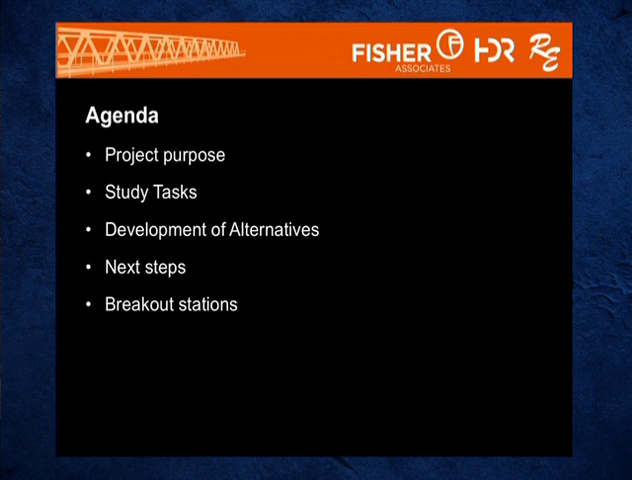 FISHER
ASSOCIATES
F
HDR
RE
Agenda
• Project purpose
• Study Tasks
• Development of Alternatives
• Next steps
• Breakout stations